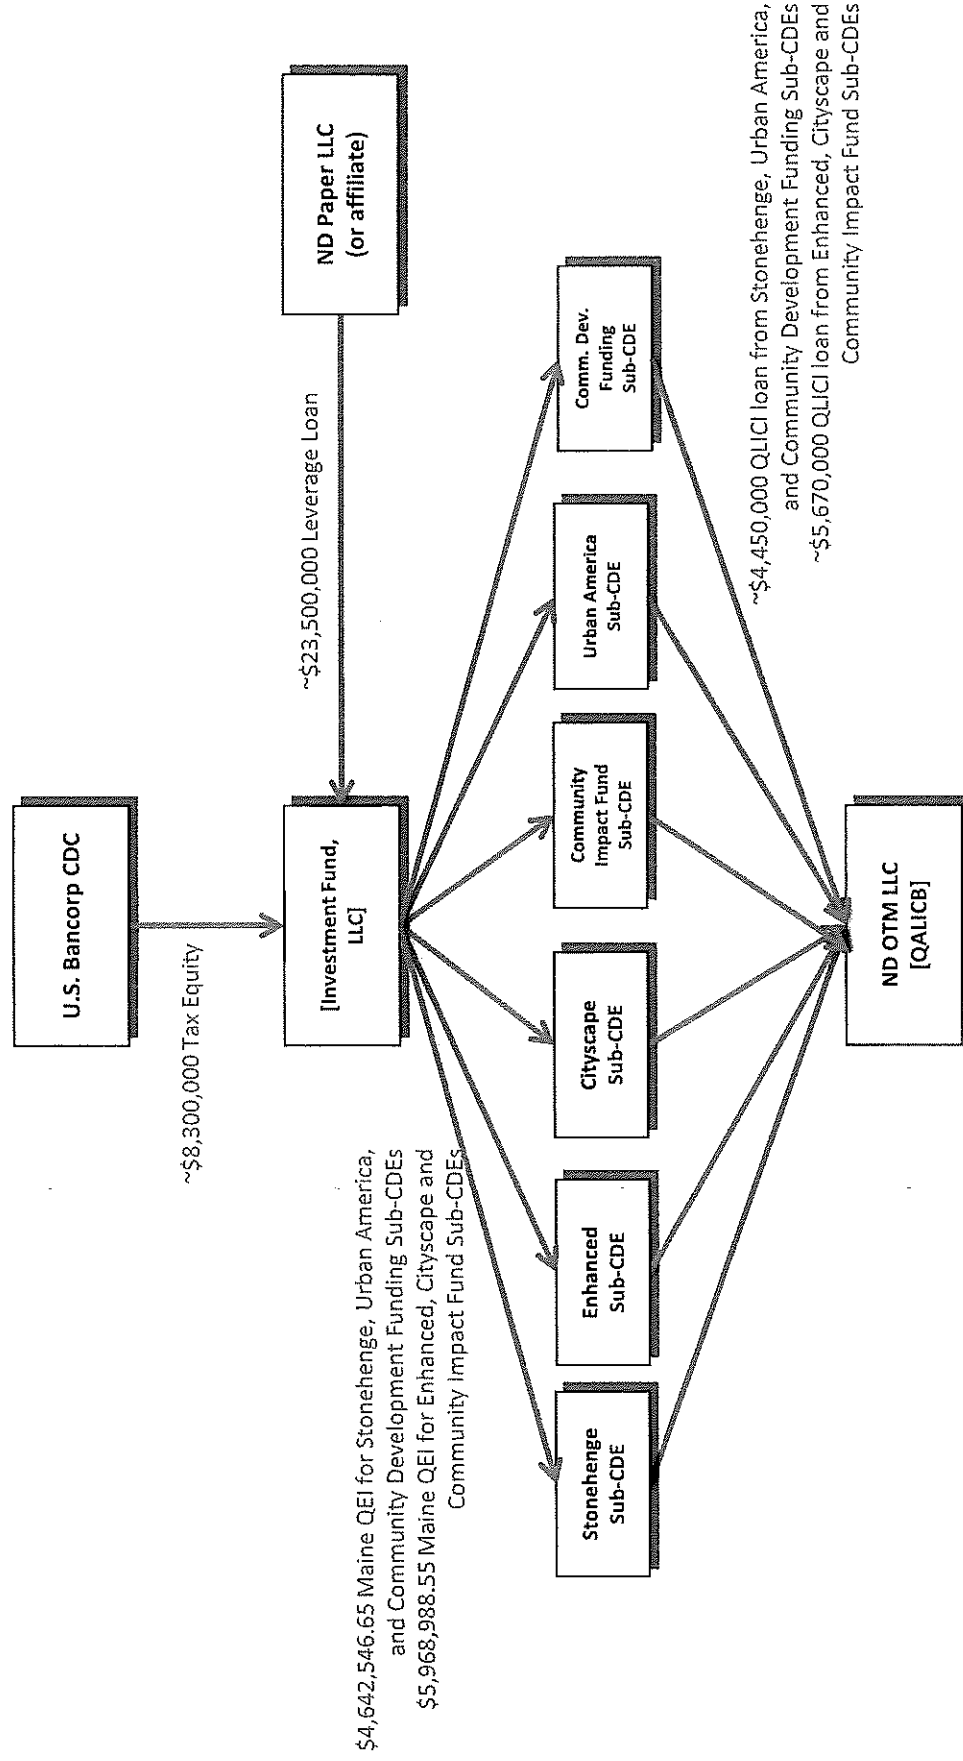 U.S. Bancorp CDC
~$8,300,000 Tax Equity
[Investment Fund,
LLC]
~$23,500,000 Leverage Loan
ND Paper LLC
(or affiliate)
$4,642,546.65 Maine QEI for Stonehenge, Urban America,
and Community Development Funding Sub-CDEs
$5,968,988.55 Maine QEI for Enhanced, Cityscape and
Community Impact Fund Sub-CDEs
Stonehenge
Sub-CDE
Enhanced
Sub-CDE
Cityscape
Sub-CDE
Community
Impact Fund
Sub-CDE
Urban America
Sub-CDE
Comm. Dev.
Funding
Sub-CDE
~$4,450,000 QLICI loan from Stonehenge, Urban America,
and Community Development Funding Sub-CDEs
~$5,670,000 QLICI loan from Enhanced, Cityscape and
Community Impact Fund Sub-CDEs
ND OTM LLC
[QALICB]